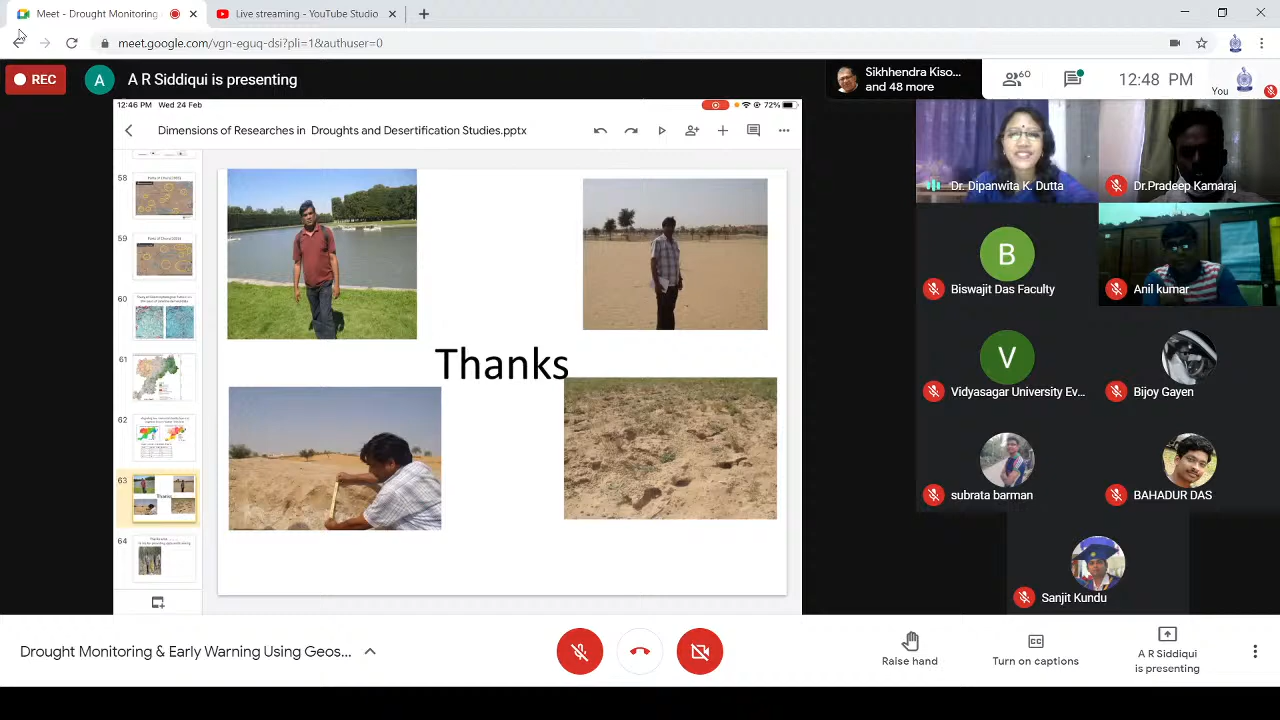 Meet - Drought Monitoring
Live streaming - YouTube Studio
meet.google.com/vgn-eguq-dsi?pli=1&authuser=0
REC
A
A R Siddiqui is presenting
Sikhhendra Kiso...
and 48 more
60
12:48 PM
You
12:46 PM Wed 24 Feb
72%
Dimensions of Researches in Droughts and Desertification Studies.pptx
58
59
60
61
62
63
64
Thanks
Thanks
Dr. Dipanwita K. Dutta
Dr.Pradeep Kamaraj
B
Biswajit Das Faculty
Anil kumar
V
Vidyasagar University Ev...
Bijoy Gayen
subrata barman
BAHADUR DAS
Sanjit Kundu
Drought Monitoring & Early Warning Using Geos...
Raise hand
CC
Turn on captions
A R Siddiqui
is presenting